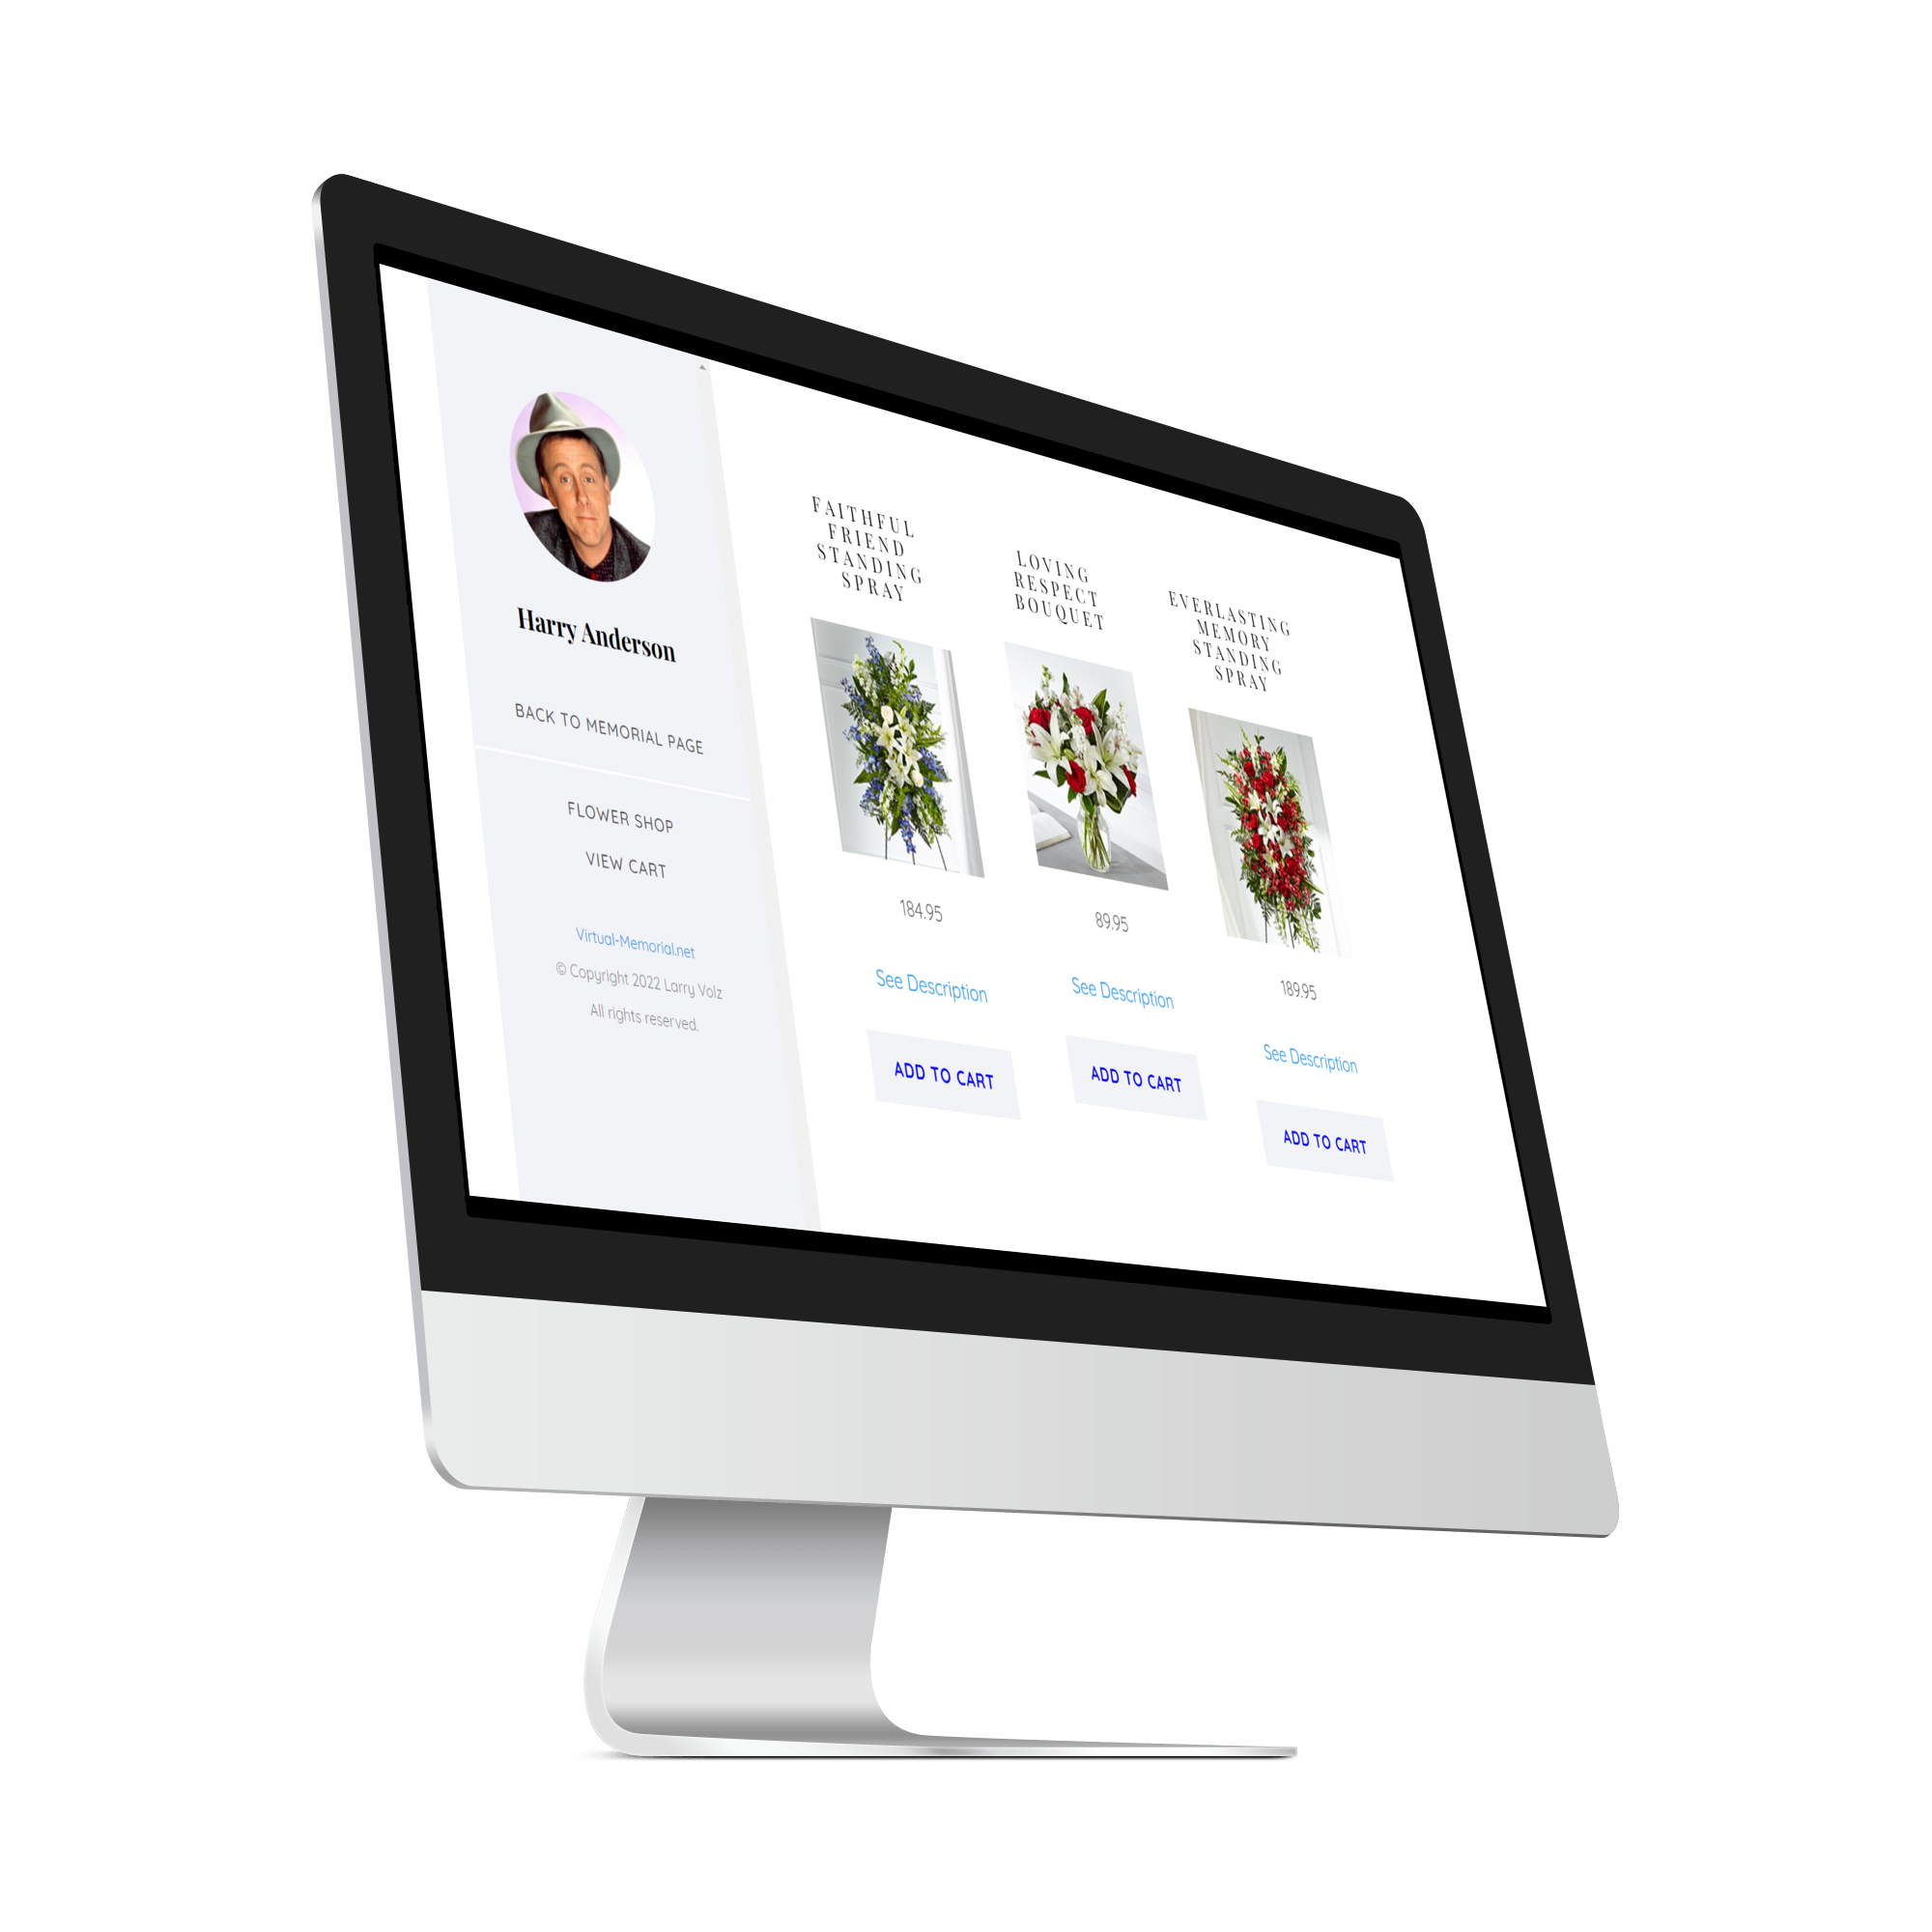 Harry Anderson
BACK TO MEMORIAL PAGE
FLOWER SHOP
VIEW CART
Virtual-Memorial.net
© Copyright 2022 Larry Volz
All rights reserved.
FAITHFUL
FRIEND
STANDING
SPRAY
184.95
See Description
ADD TO CART
LOVING
RESPECT
BOUQUET
89.95
See Description
ADD TO CART
EVERLASTING
MEMORY
STANDING
SPRAY
189.95
See Description
ADD TO CART